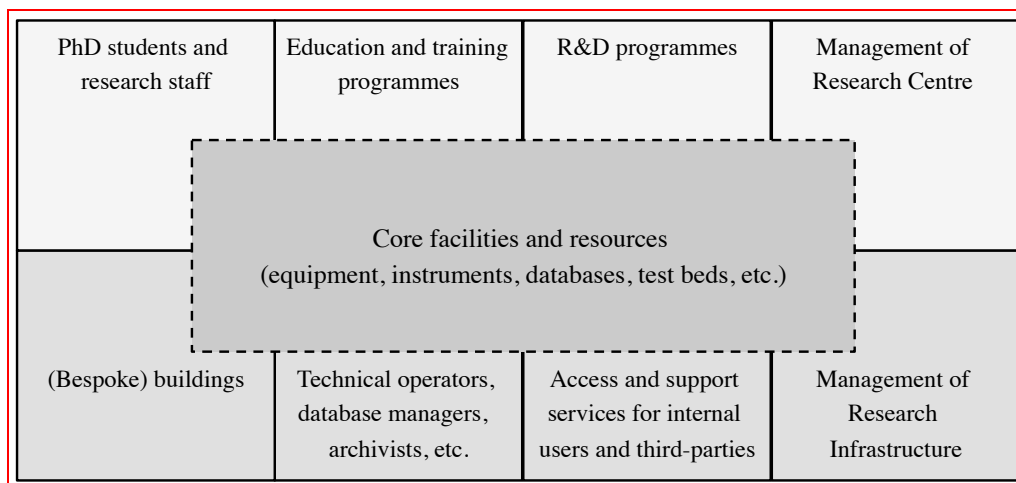 PhD students and
research staff
Education and training
programmes
R&D programmes
Management of
Research Centre
Core facilities and resources
(equipment, instruments, databases, test beds, etc.)
(Bespoke) buildings
Technical operators,
database managers,
archivists, etc.
Access and support
services for internal
users and third-parties
Management of
Research
Infrastructure